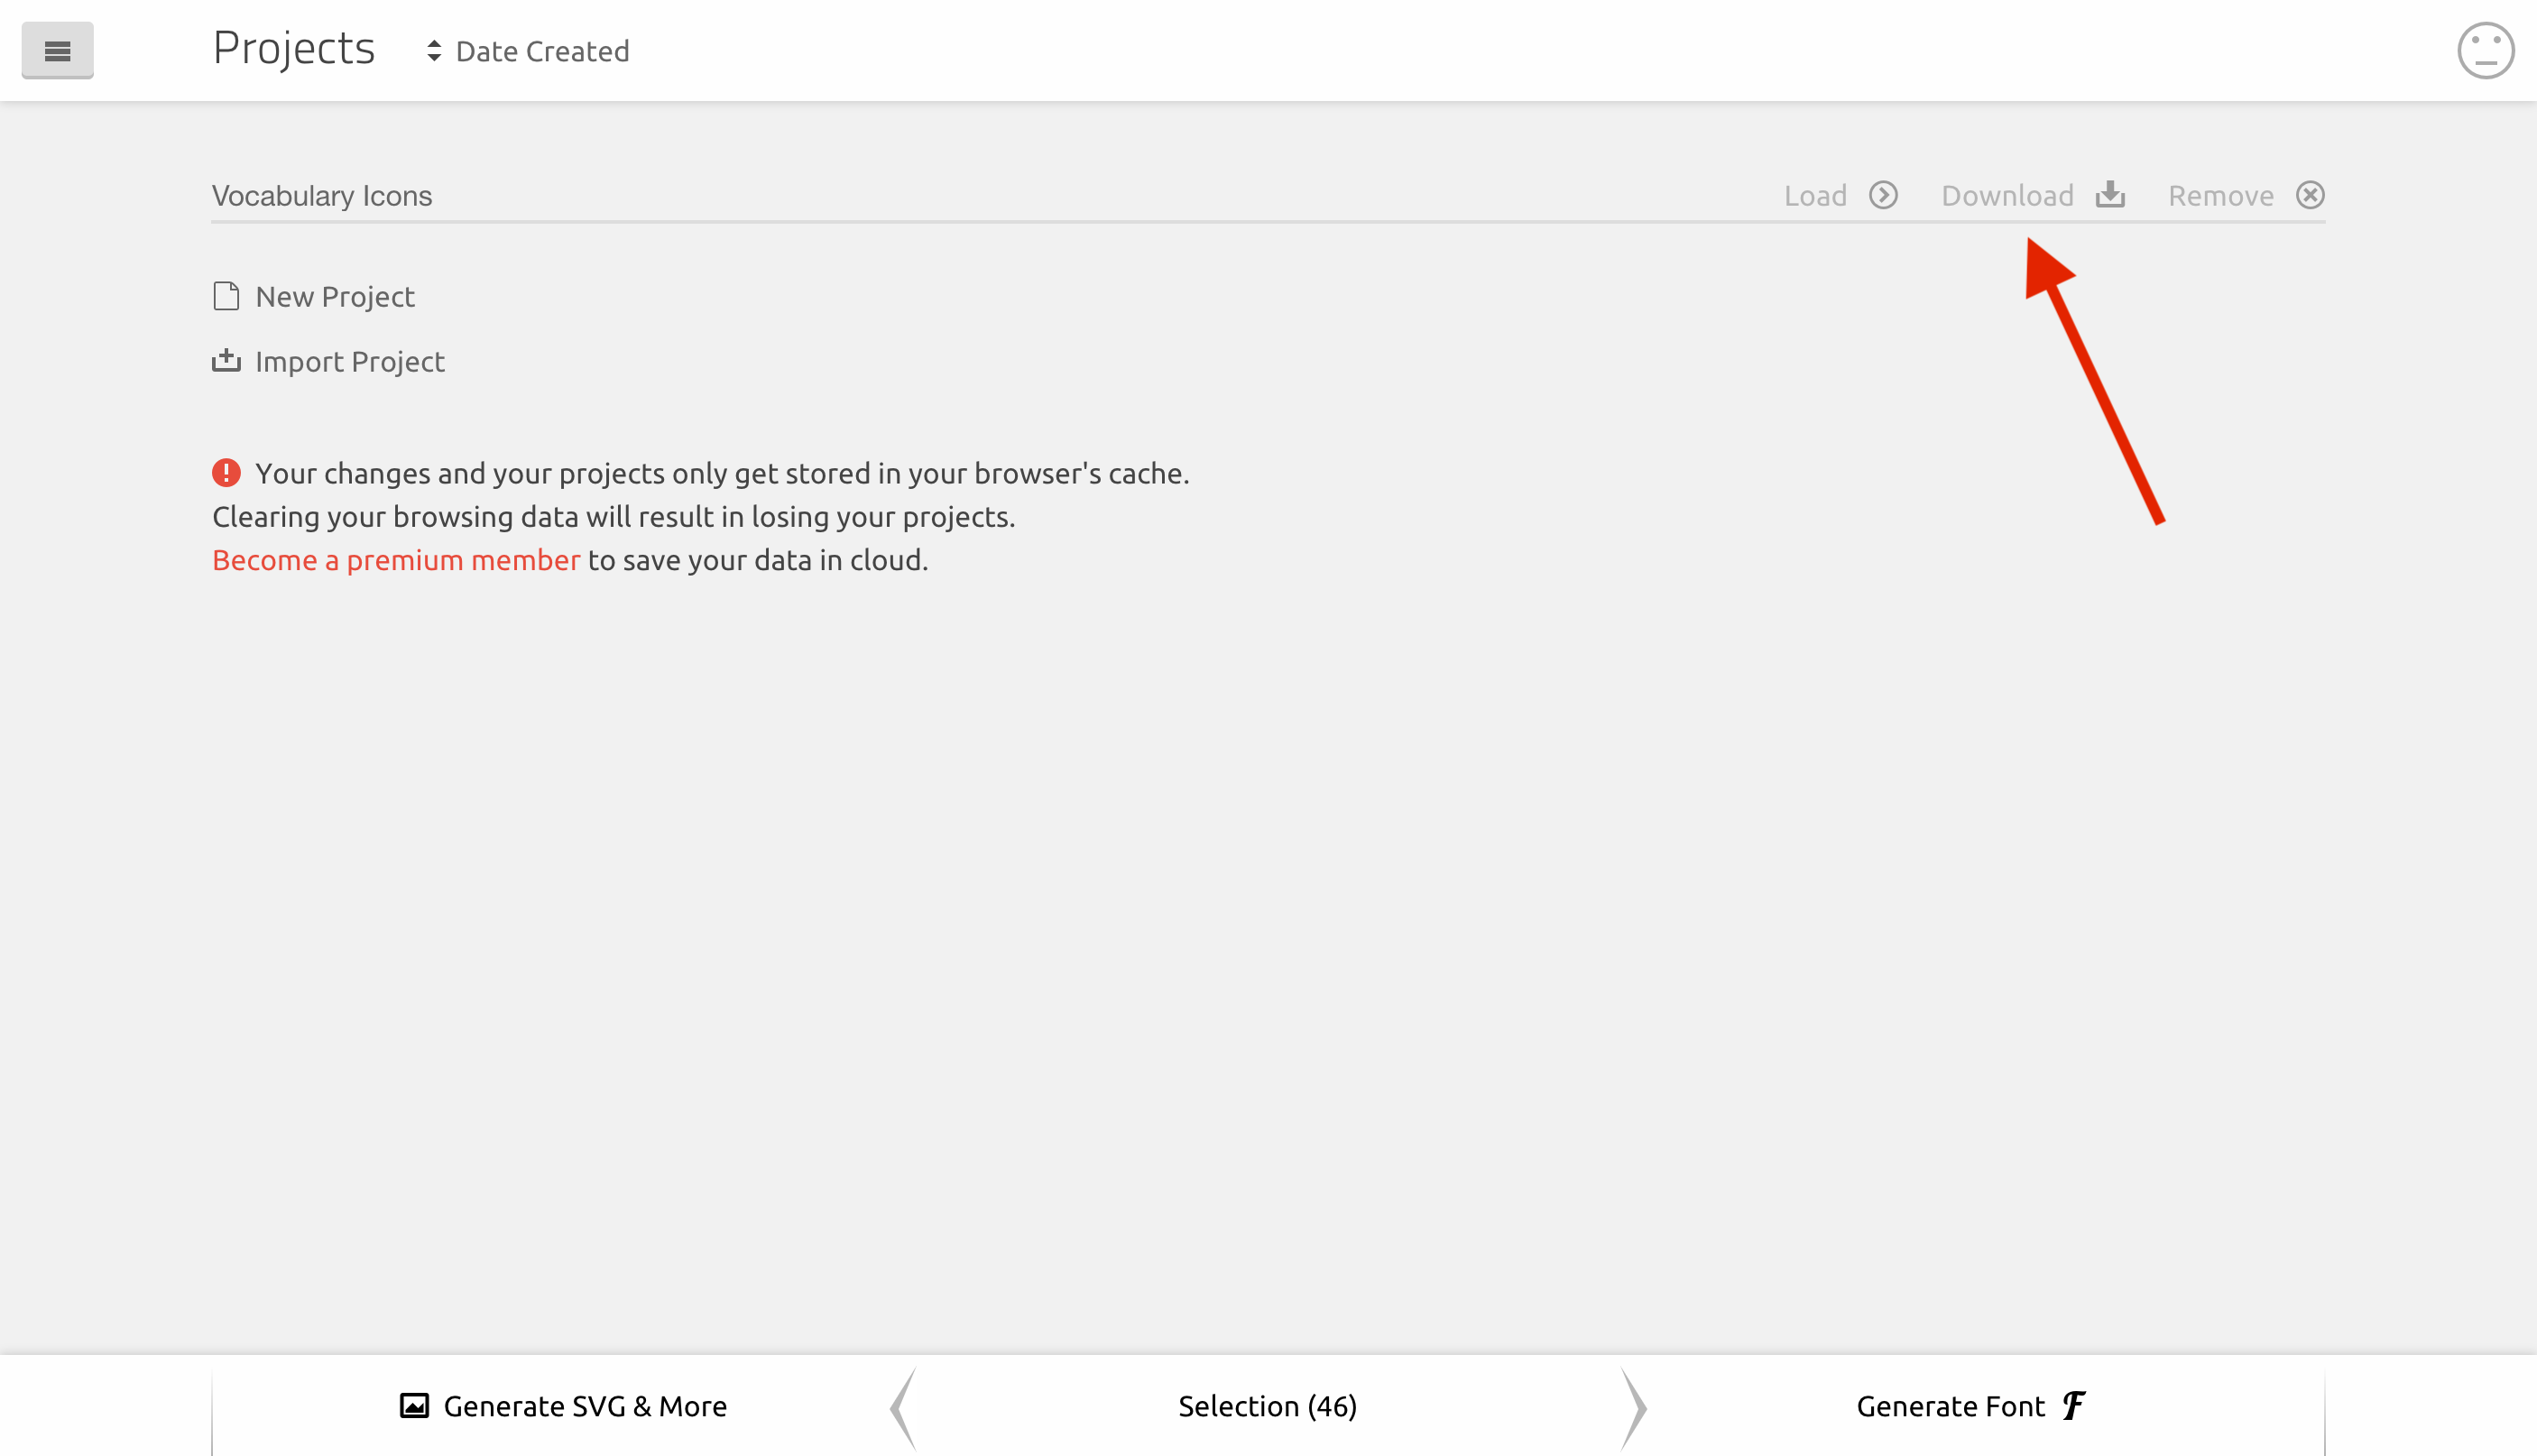 Projects Date Created
Vocabulary Icons Load Download Remove
New Project
Import Project
Your changes and your projects only get stored in your browser's cache.
Clearing your browsing data will result in losing your projects.
Become a premium member to save your data in cloud.
Generate SVG & More Selection (46) Generate Font